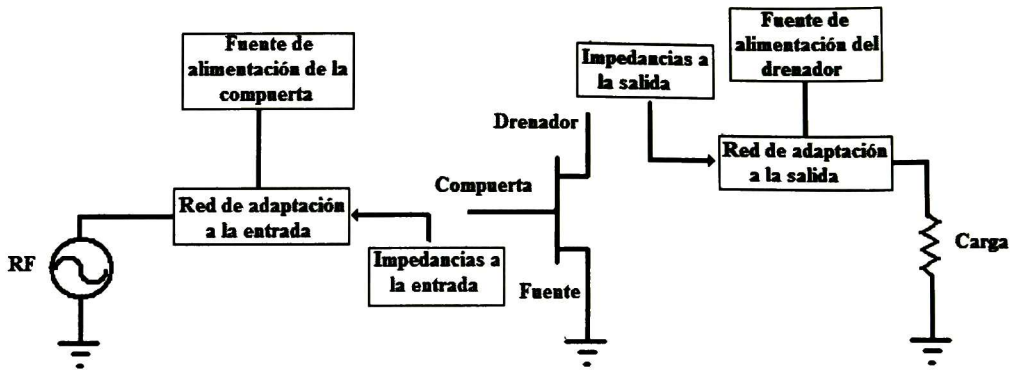 Fuente de
alimentación de la
compuerta
Impedancias a
la salida
Fuente de
alimentación del
drenador
Drenador
Red de adaptación
a la salida
Compuerta
Red de adaptación
a la entrada
RF
Impedancias a
la entrada
Fuente
Carga